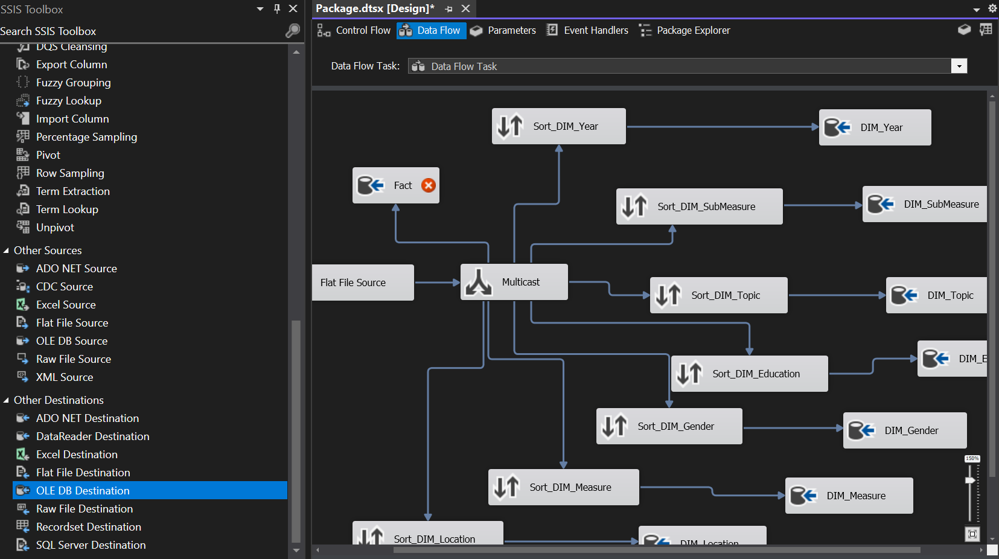 SSIS Toolbox
Search SSIS Toolbox
DQS Cleansing
Export Column
Fuzzy Grouping
Fuzzy Lookup
Import Column
Percentage Sampling
Pivot
Row Sampling
Term Extraction
Term Lookup
Unpivot
Other Sources
ADO NET Source
CDC Source
Excel Source
Flat File Source
OLE DB Source
Raw File Source
XML Source
Other Destinations
ADO NET Destination
DataReader Destination
Excel Destination
Flat File Destination
OLE DB Destination
Raw File Destination
Recordset Destination
SQL Server Destination
Package.dtsx [Design]*
Control Flow Data Flow Parameters Event Handlers Package Explorer
Data Flow Task: Data Flow Task
Sort_DIM_Year DIM_Year
Fact
Sort_DIM_SubMeasure DIM_SubMeasure
Flat File Source Multicast
Sort_DIM_Topic DIM_Topic
Sort_DIM_Education DIM_E
Sort_DIM_Gender DIM_Gender
150%
Sort_DIM_Measure DIM_Measure
Sort_DIM_Location DIM_Location